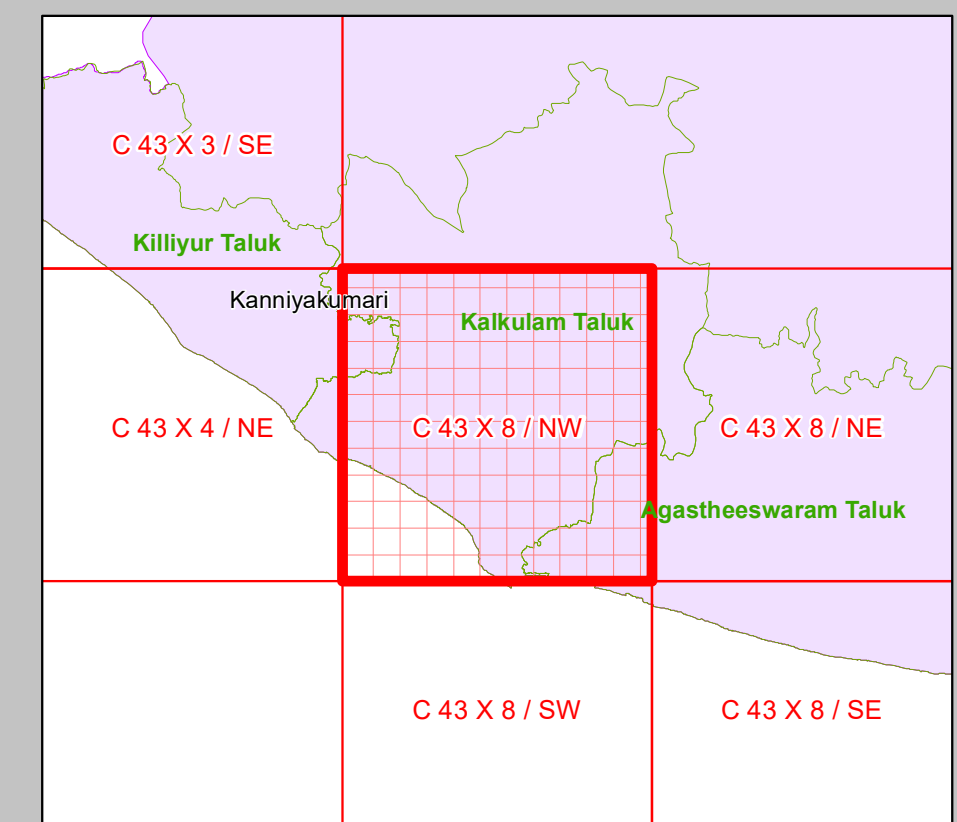 C 43 X 3 / SE
Killiyur Taluk
Kanniyakumari
Kalkulam Taluk
C 43 X 4 / NE
C 43 X 8 / NW
C 43 X 8 / NE
Agastheeswaram Taluk
C 43 X 8 / SW
C 43 X 8 / SE